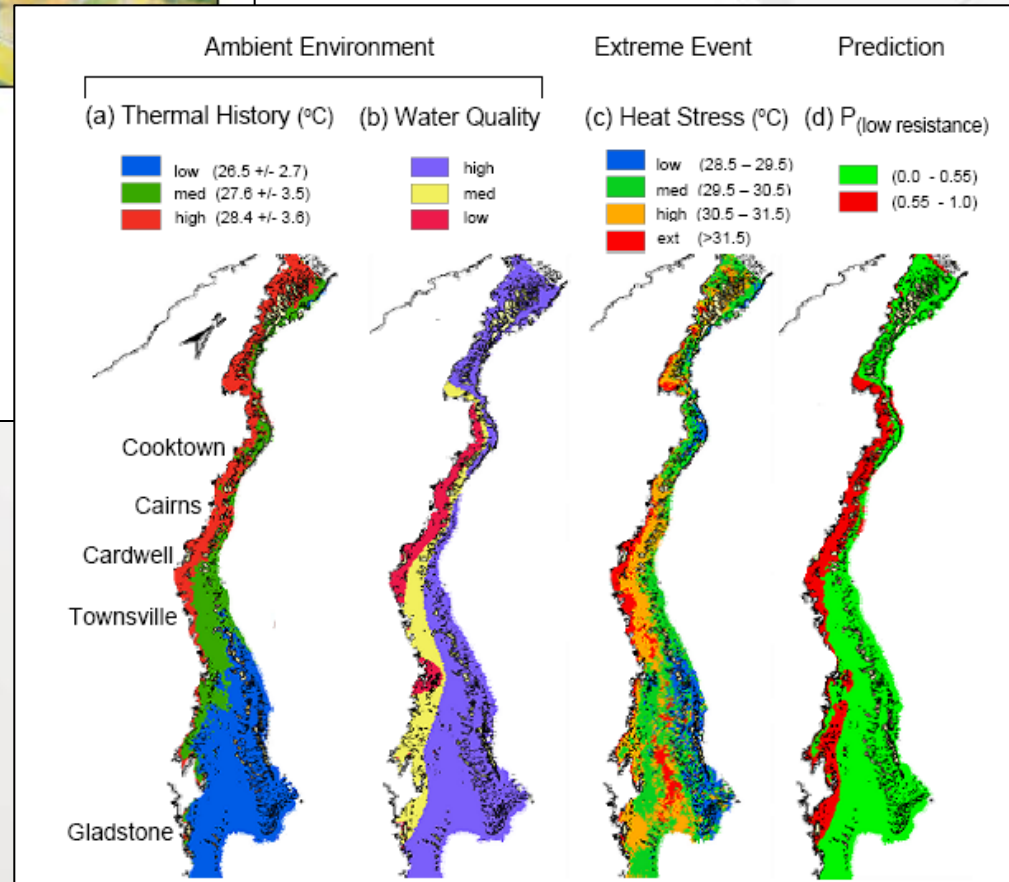 Ambient Environment
Extreme Event
Prediction
(a) Thermal History (ºC)
low (26.5 +/- 2.7)
med (27.6 +/- 3.5)
high (28.4 +/- 3.6)
(b) Water Quality
high
med
low
(c) Heat Stress (ºC)
low (28.5 – 29.5)
med (29.5 – 30.5)
high (30.5 – 31.5)
ext (>31.5)
(d) P(low resistance)
(0.0 - 0.55)
(0.55 - 1.0)
Cooktown
Cairns
Cardwell
Townsville
Gladstone